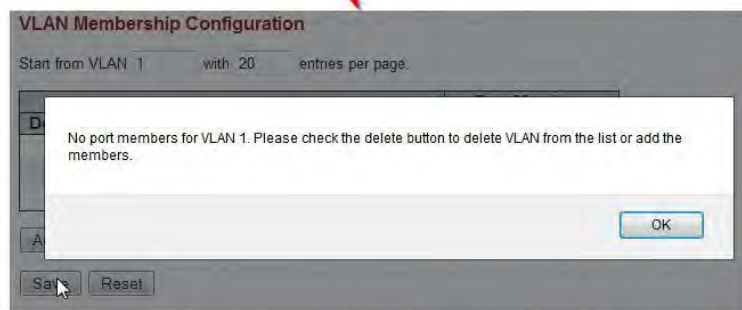 VLAN Membership Configuration
Start from VLAN 1 with 20 entries per page.
No port members for VLAN 1. Please check the delete button to delete VLAN from the list or add the
members.
OK
Save Reset